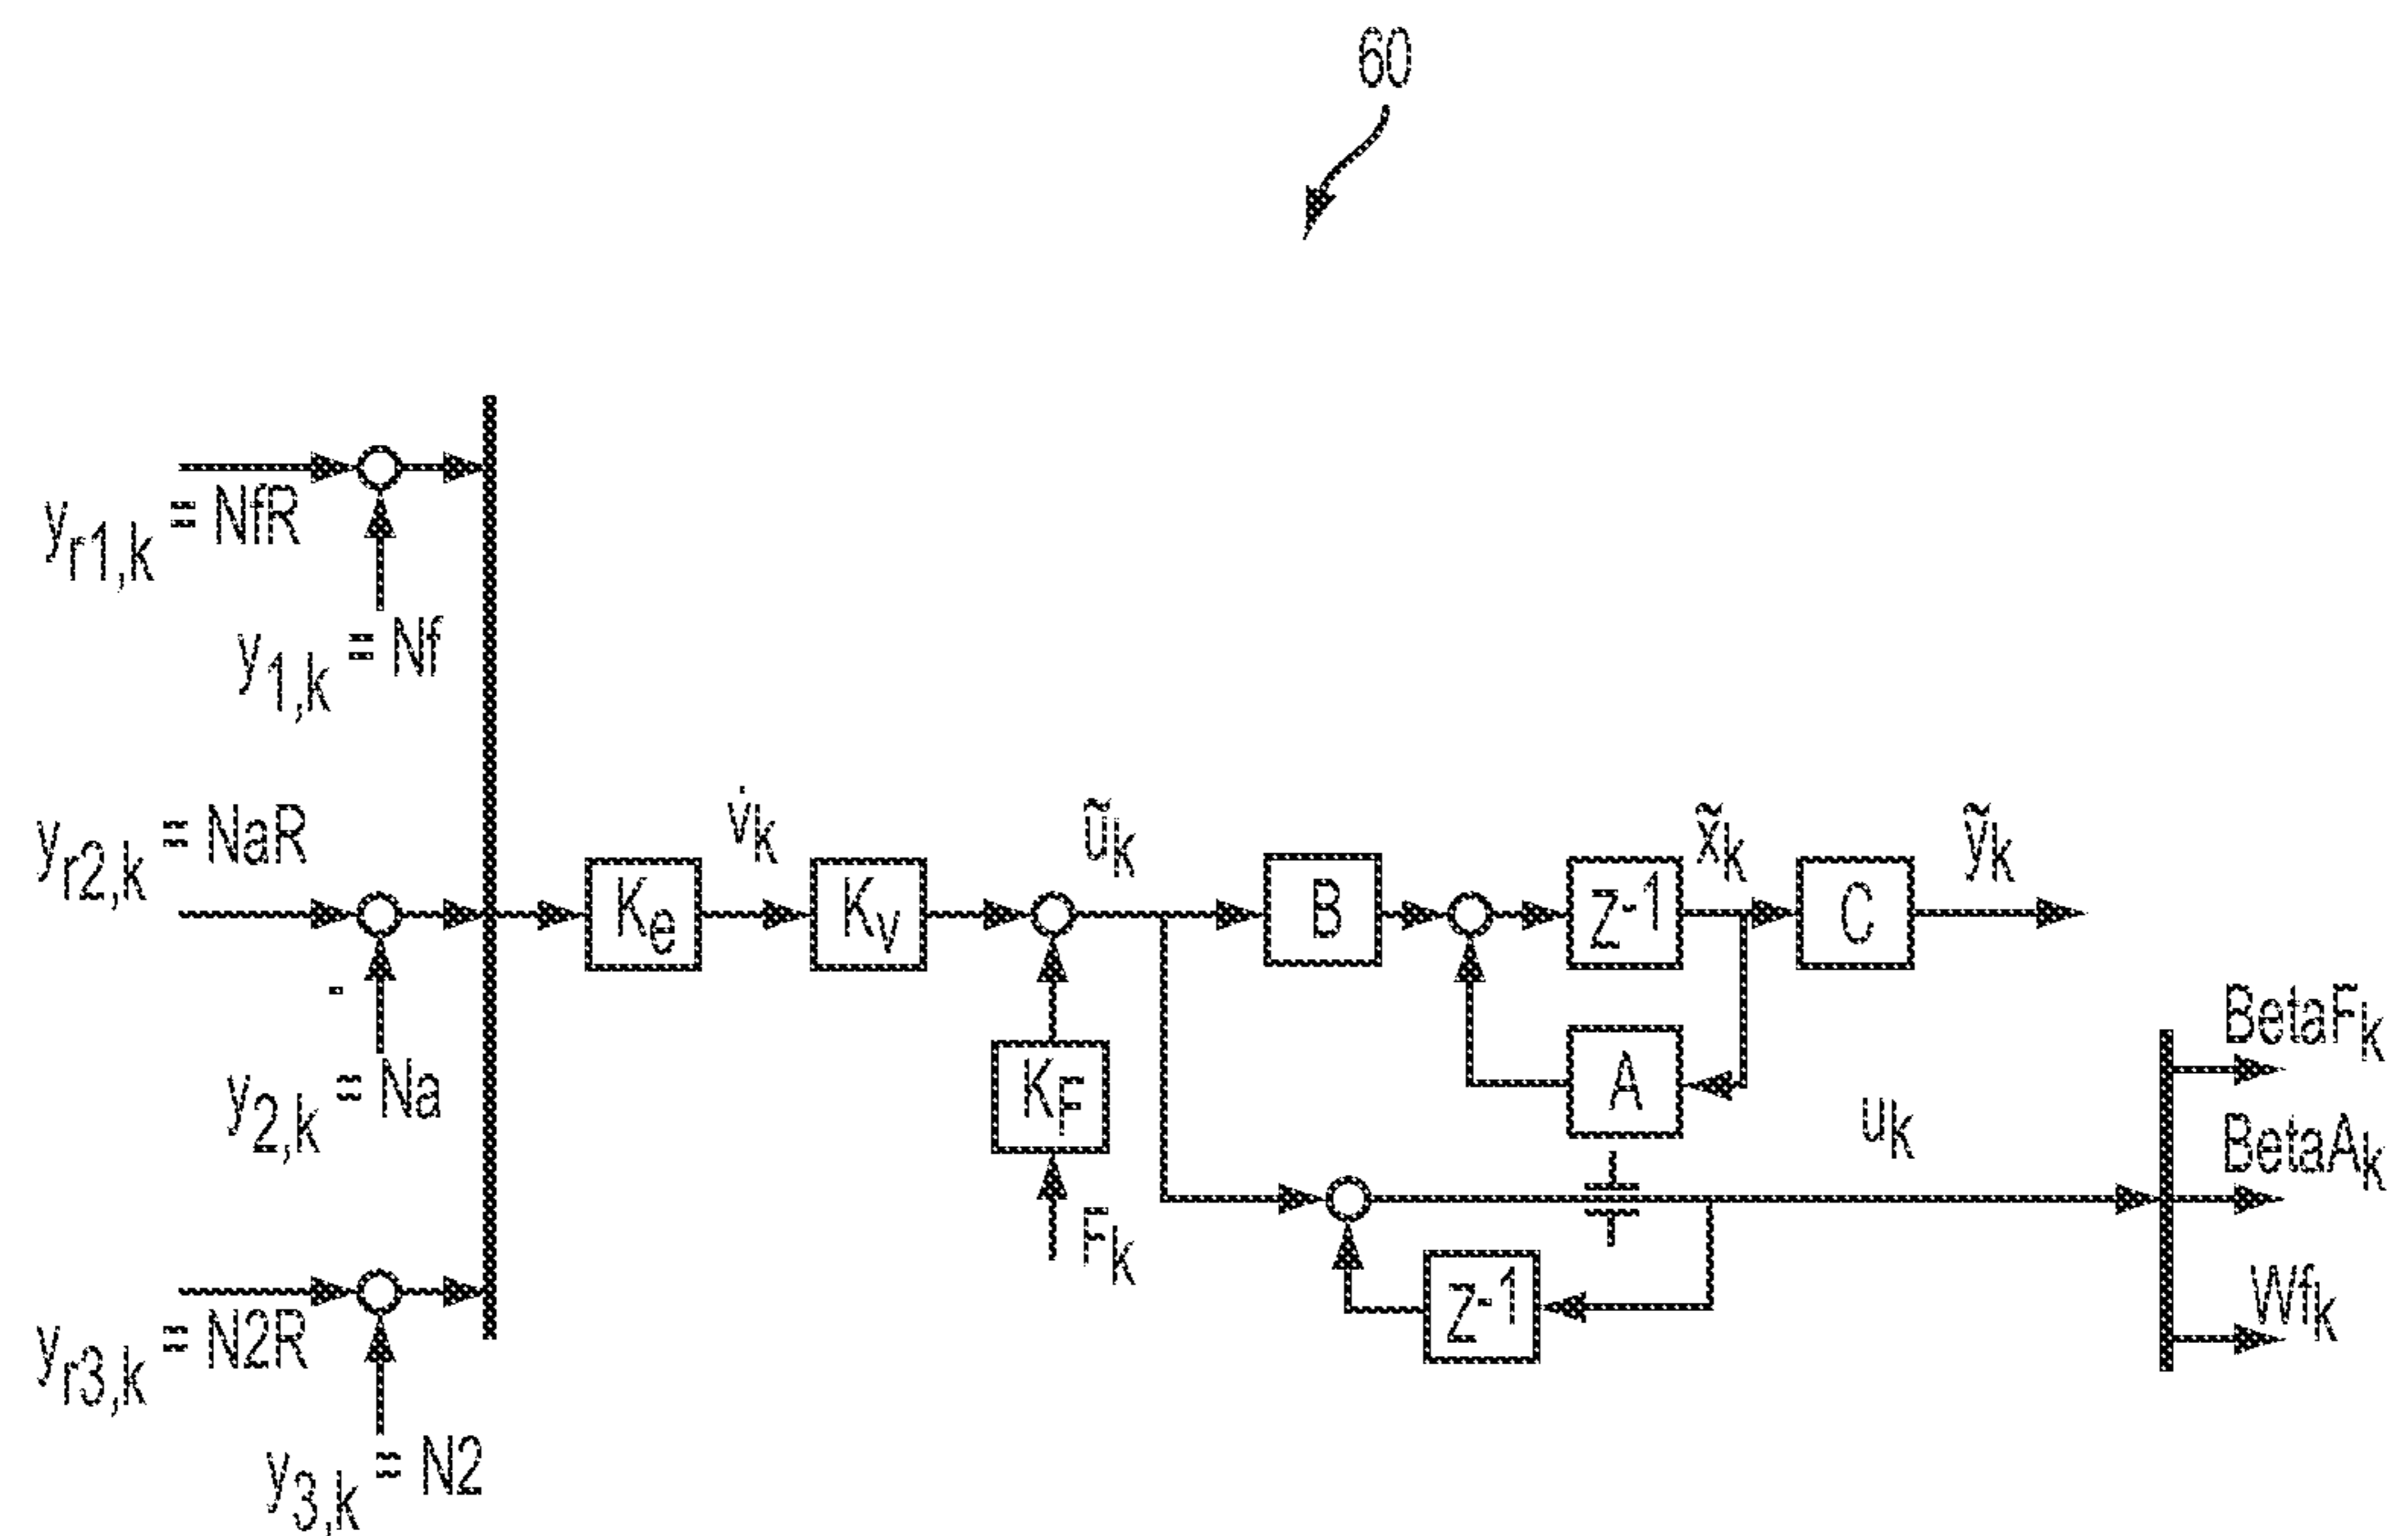 60
y_{r1,k} = NfR
y_{1,k} = Nf
y_{r2,k} = NaR
y_{2,k} = Na
-
y_{r3,k} = N2R
y_{3,k} = N2
K_e
v̇_k
K_v
ũ_k
K_F
F_k
B
z^{-1}
x̃_k
C
ỹ_k
A
u_k
z^{-1}
BetaF_k
BetaA_k
Wf_k